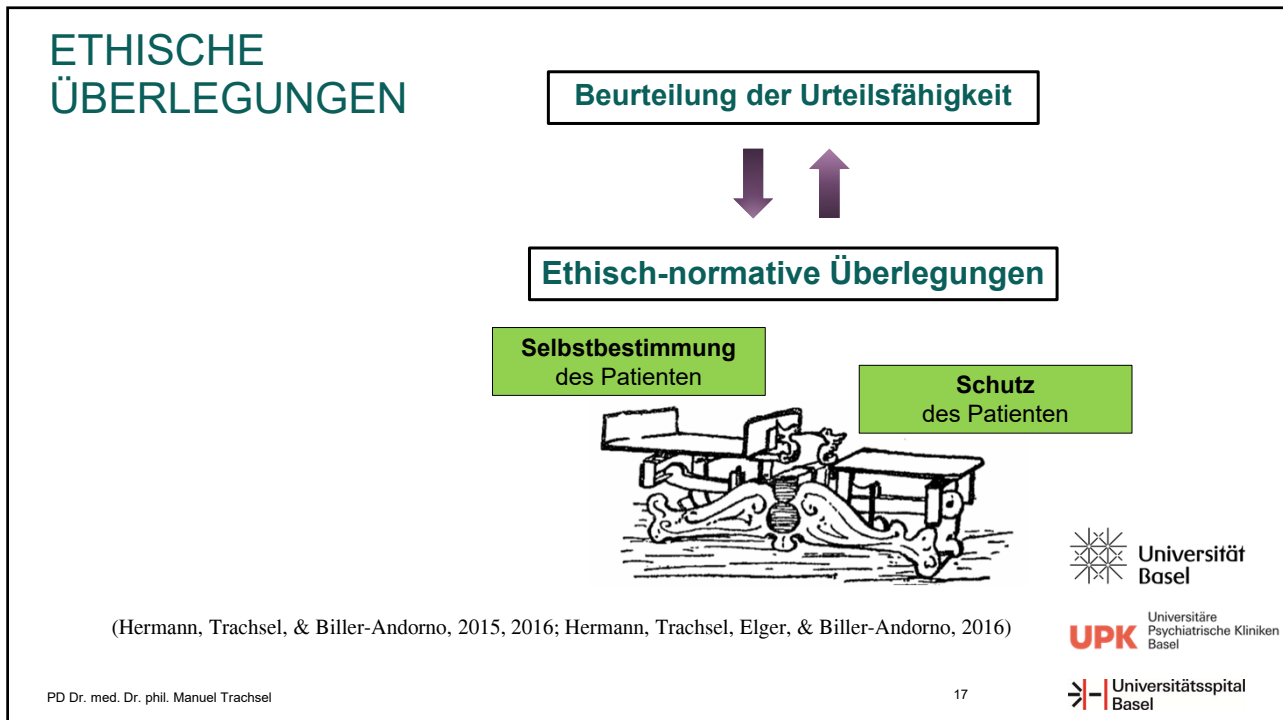 ETHISCHE
ÜBERLEGUNGEN
Beurteilung der Urteilsfähigkeit
Ethisch-normative Überlegungen
Selbstbestimmung
des Patienten
Schutz
des Patienten
(Hermann, Trachsel, & Biller-Andorno, 2015, 2016; Hermann, Trachsel, Elger, & Biller-Andorno, 2016)
Universität
Basel
UPK
Universitäre
Psychiatrische Kliniken
Basel
Universitätsspital
Basel
PD Dr. med. Dr. phil. Manuel Trachsel
17